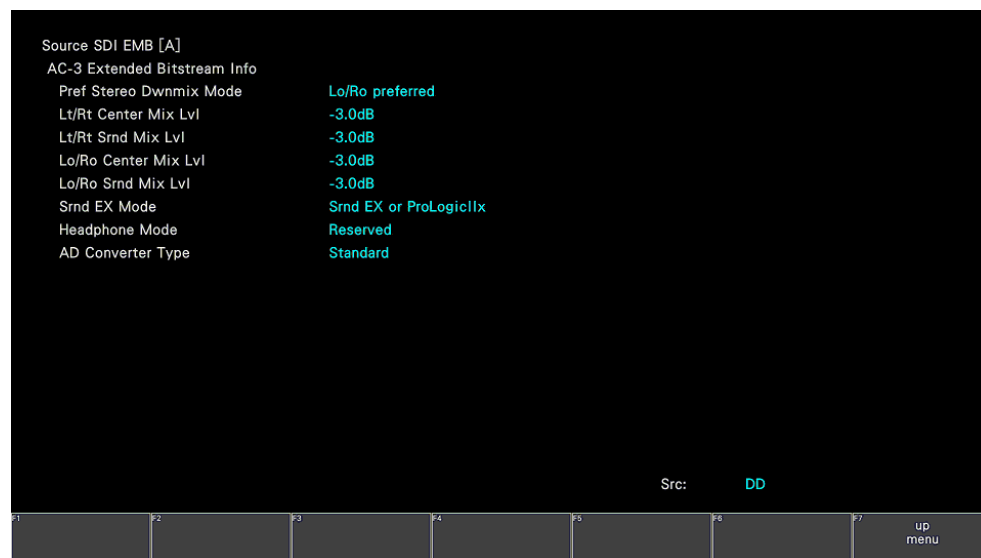 Source SDI EMB [A]
AC-3 Extended Bitstream Info
Pref Stereo Dwnmix Mode Lo/Ro preferred
Lt/Rt Center Mix Lvl -3.0dB
Lt/Rt Srnd Mix Lvl -3.0dB
Lo/Ro Center Mix Lvl -3.0dB
Lo/Ro Srnd Mix Lvl -3.0dB
Srnd EX Mode Srnd EX or ProLogicIIx
Headphone Mode Reserved
AD Converter Type Standard
Src: DD
F1 F2 F3 F4 F5 F6 F7 up
menu